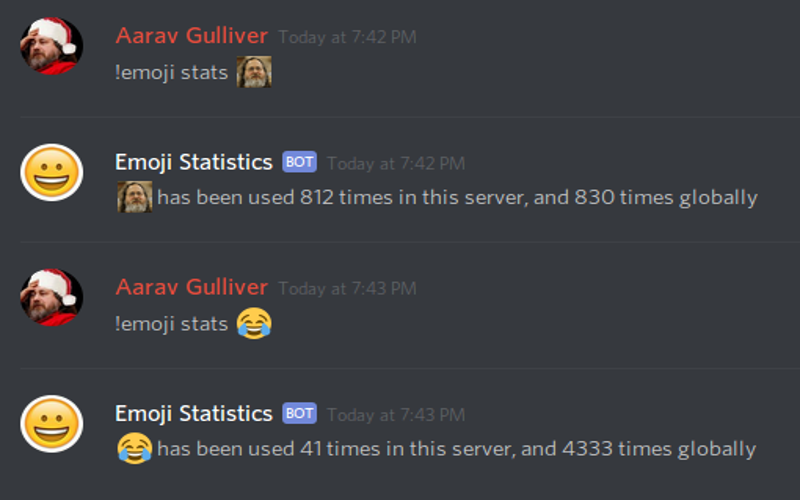 Aarav Gulliver Today at 7:42 PM
!emoji stats
Emoji Statistics BOT Today at 7:42 PM
has been used 812 times in this server, and 830 times globally
Aarav Gulliver Today at 7:43 PM
!emoji stats 😂
Emoji Statistics BOT Today at 7:43 PM
😂 has been used 41 times in this server, and 4333 times globally